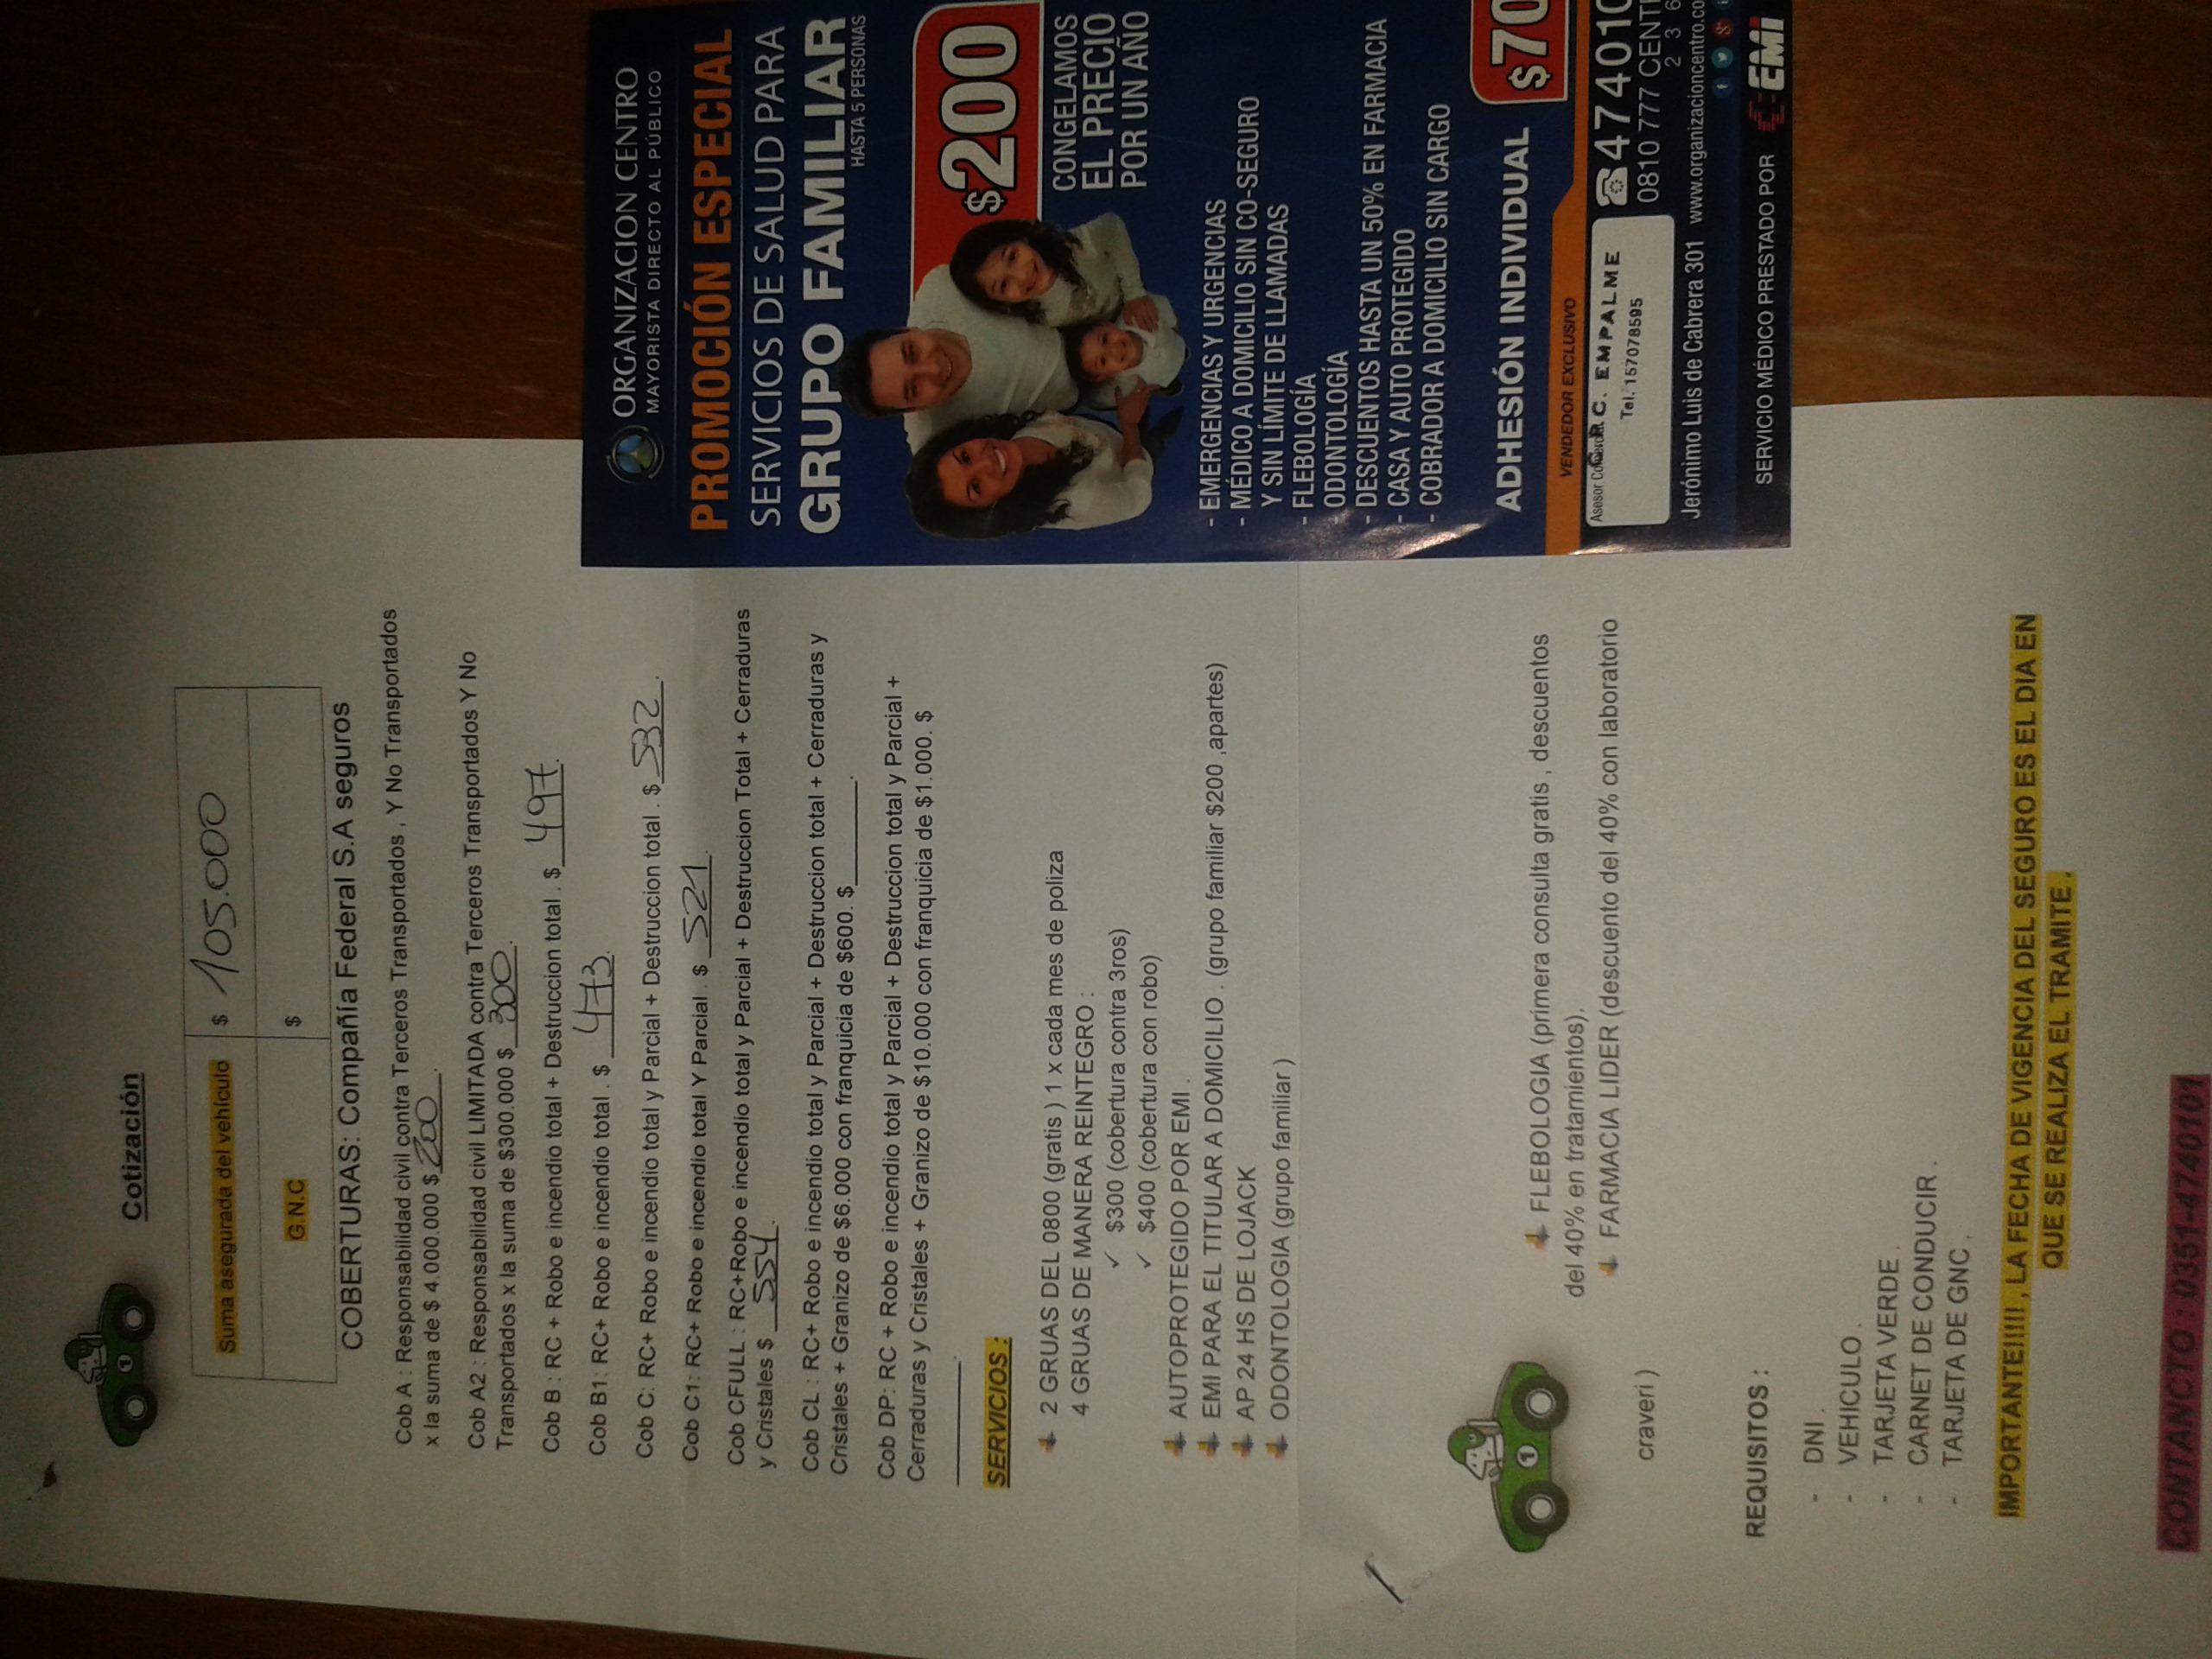 Cotización
Suma asegurada del vehículo $ 105.000
G.N.C $
COBERTURAS: Compañía Federal S.A seguros
Cob A : Responsabilidad civil contra Terceros Transportados , Y No Transportados
x la suma de $ 4.000.000 $ 200 .
Cob A2 : Responsabilidad civil LIMITADA contra Terceros Transportados Y No
Transportados x la suma de $300.000 $ 300 .
Cob B : RC + Robo e incendio total + Destruccion total . $ 497 .
Cob B1: RC+ Robo e incendio total . $ 473 .
Cob C: RC+ Robo e incendio total y Parcial + Destruccion total . $ 532 .
Cob C1: RC+ Robo e incendio total Y Parcial . $ 521 .
Cob CFULL : RC+Robo e incendio total y Parcial + Destruccion Total + Cerraduras
y Cristales $ 554 .
Cob CL : RC+ Robo e incendio total y Parcial + Destruccion total + Cerraduras y
Cristales + Granizo de $6.000 con franquicia de $600. $________.
Cob DP: RC + Robo e incendio total y Parcial + Destruccion total y Parcial +
Cerraduras y Cristales + Granizo de $10.000 con franquicia de $1.000. $
_________.
SERVICIOS :
2 GRUAS DEL 0800 (gratis ) 1 x cada mes de poliza
4 GRUAS DE MANERA REINTEGRO :
✓ $300 (cobertura contra 3ros)
✓ $400 (cobertura con robo)
AUTOPROTEGIDO POR EMI .
EMI PARA EL TITULAR A DOMICILIO . (grupo familiar $200 ,apartes)
AP 24 HS DE LOJACK
ODONTOLOGIA (grupo familiar )
1
FLEBOLOGIA (primera consulta gratis , descuentos
del 40% en tratamientos).
FARMACIA LIDER (descuento del 40% con laboratorio
craveri )
REQUISITOS :
- DNI .
- VEHICULO .
- TARJETA VERDE .
- CARNET DE CONDUCIR .
- TARJETA DE GNC .
IMPORTANTE!!!!! , LA FECHA DE VIGENCIA DEL SEGURO ES EL DIA EN
QUE SE REALIZA EL TRAMITE .
CONTANCTO : 0351-4740101
ORGANIZACION CENTRO
MAYORISTA DIRECTO AL PÚBLICO
PROMOCIÓN ESPECIAL
SERVICIOS DE SALUD PARA
GRUPO FAMILIAR
HASTA 5 PERSONAS
$200
CONGELAMOS
EL PRECIO
POR UN AÑO
- EMERGENCIAS Y URGENCIAS
- MÉDICO A DOMICILIO SIN CO-SEGURO
Y SIN LÍMITE DE LLAMADAS
- FLEBOLOGÍA
- ODONTOLOGÍA
- DESCUENTOS HASTA UN 50% EN FARMACIA
- CASA Y AUTO PROTEGIDO
- COBRADOR A DOMICILIO SIN CARGO
ADHESIÓN INDIVIDUAL $70
VENDEDOR EXCLUSIVO
Asesor Comercial C. EMPALME
Tel. 157078595
474010
0810 777 CENT
2 3 6
Jerónimo Luis de Cabrera 301 www.organizacioncentro.co
SERVICIO MÉDICO PRESTADO POR EMI